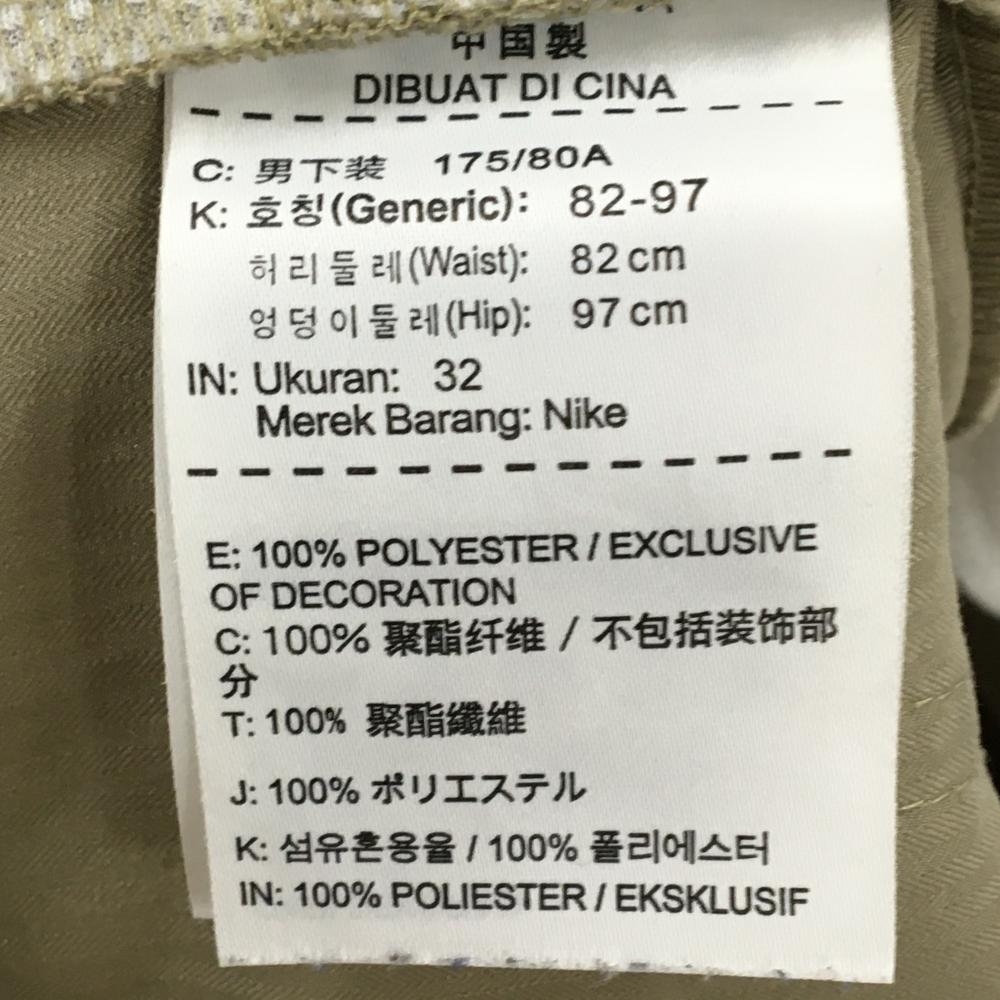 中国製
DIBUAT DI CINA
C: 男下装 175/80A
K: 호칭(Generic): 82-97
허리둘레(Waist): 82 cm
엉덩이둘레(Hip): 97 cm
IN: Ukuran: 32
Merek Barang: Nike
E: 100% POLYESTER / EXCLUSIVE
OF DECORATION
C: 100% 聚酯纤维 / 不包括装饰部
分
T: 100% 聚酯纖維
J: 100% ポリエステル
K: 섬유혼용율 / 100% 폴리에스터
IN: 100% POLIESTER / EKSKLUSIF